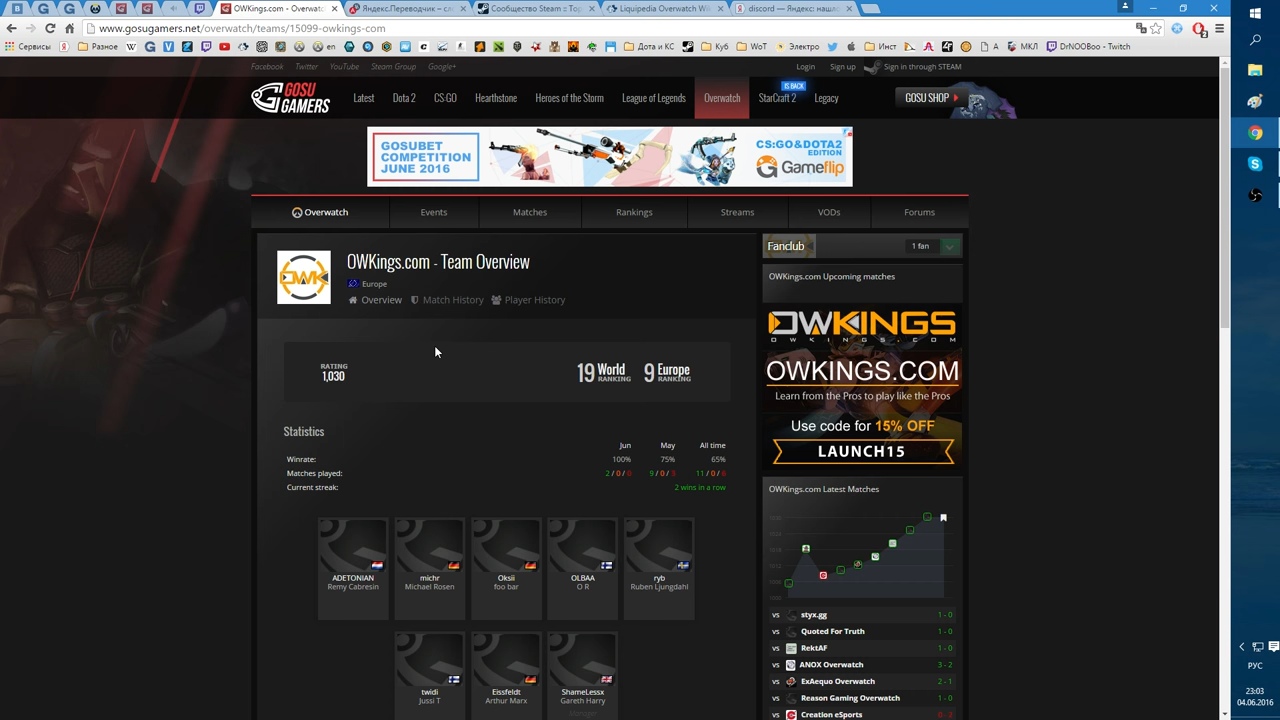 OWKings.com - Overwat
Яндекс.Переводчик – сло
Сообщество Steam :: Top
Liquipedia Overwatch Wi
discord — Яндекс: нашло
www.gosugamers.net/overwatch/teams/15099-owkings-com
Сервисы Разное en Дота и КС Куб WoT Электро Инст А МКЛ DrNOOBoo - Twitch
Facebook Twitter YouTube Steam Group Google+ Login Sign up Sign in through STEAM
IS BACK
GOSU GAMERS Latest Dota 2 CS:GO Hearthstone Heroes of the Storm League of Legends Overwatch StarCraft 2 Legacy GOSU SHOP
GOSUBET
COMPETITION
JUNE 2016
CS:GO&DOTA2
EDITION
Gameflip
Overwatch Events Matches Rankings Streams VODs Forums
OWK
OWKings.com - Team Overview
Europe
Overview Match History Player History
RATING
1,030
19 World RANKING 9 Europe RANKING
Statistics
Jun May All time
Winrate: 100% 75% 65%
Matches played: 2 / 0 / 0
Current streak: 2 wins in a row
ADETONIAN
Remy Cabresin
michr
Michael Rosen
Oksii
foo bar
OLBAA
O R
ryb
Ruben Ljungdahl
twidi
Jussi T
Eissfeldt
Arthur Marx
ShameLessx
Gareth Harry
Fanclub 1 fan
OWKings.com Upcoming matches
OWKINGS
OWKINGS.COM
OWKINGS.COM
Learn from the Pros to play like the Pros
Use code for 15% OFF
LAUNCH15
OWKings.com Latest Matches
vs styx.gg 1 - 0
vs Quoted For Truth 1 - 0
vs RektAF 1 - 0
vs ANOX Overwatch 3 - 2
vs ExAequo Overwatch 2 - 1
vs Reason Gaming Overwatch 1 - 0
vs Creation eSports 0 - 2
РУС
23:03
04.06.2016